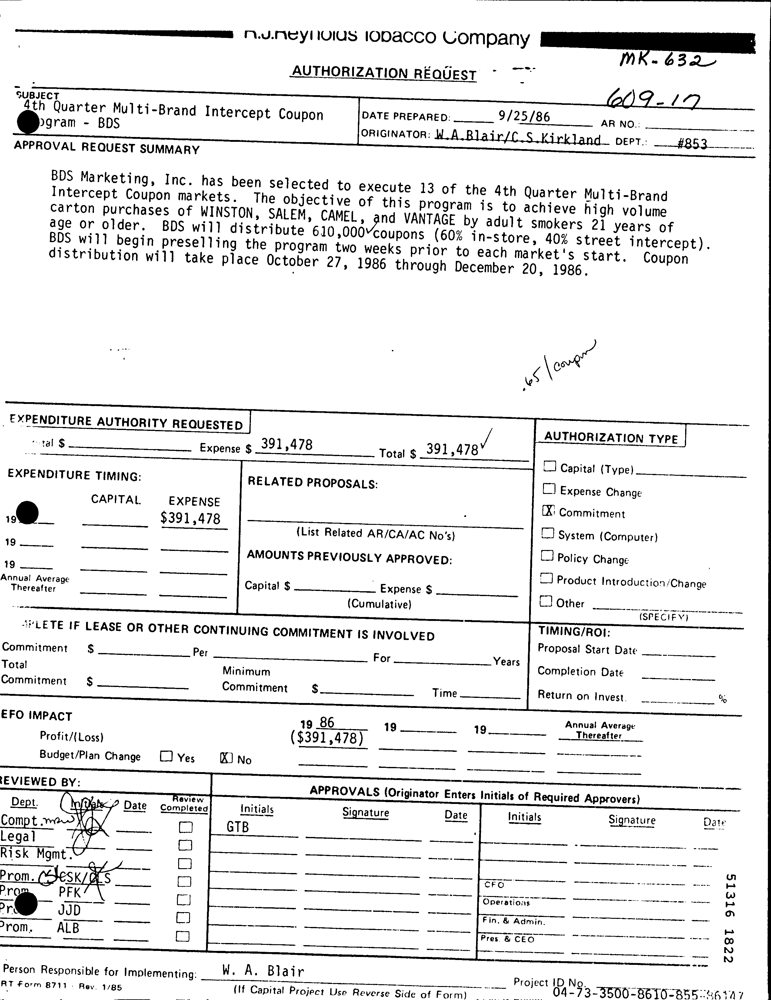 R.J.Reynolds Tobacco Company
MK-632
AUTHORIZATION REQUEST
609-17
SUBJECT
4th Quarter Multi-Brand Intercept Coupon
ogram - BDS
DATE PREPARED: 9/25/86
AR NO.:
ORIGINATOR: W.A.Blair/C.S.Kirkland DEPT.: #853
APPROVAL REQUEST SUMMARY
BDS Marketing, Inc. has been selected to execute 13 of the 4th Quarter Multi-Brand
Intercept Coupon markets. The objective of this program is to achieve high volume
carton purchases of WINSTON, SALEM, CAMEL, and VANTAGE by adult smokers 21 years of
age or older. BDS will distribute 610,000 coupons (60% in-store, 40% street intercept).
BDS will begin preselling the program two weeks prior to each market's start. Coupon
distribution will take place October 27, 1986 through December 20, 1986.
.65/coupon
EXPENDITURE AUTHORITY REQUESTED
tal $ Expense $ 391,478 Total $ 391,478
AUTHORIZATION TYPE
Capital (Type)
Expense Change
X Commitment
System (Computer)
Policy Change
Product Introduction/Change
Other
(SPECIFY)
EXPENDITURE TIMING:
CAPITAL EXPENSE
19 $391,478
19
19
Annual Average
Thereafter
RELATED PROPOSALS:
(List Related AR/CA/AC No's)
AMOUNTS PREVIOUSLY APPROVED:
Capital $ Expense $
(Cumulative)
PLETE IF LEASE OR OTHER CONTINUING COMMITMENT IS INVOLVED
Commitment $ Per For Years
Total
Commitment $ Minimum
Commitment $ Time
TIMING/ROI:
Proposal Start Date
Completion Date
Return on Invest. %
EFO IMPACT
19 86 19 19 Annual Average
Thereafter
Profit/(Loss) ($391,478)
Budget/Plan Change Yes X No
REVIEWED BY:
Dept. Initials Date Review
Completed
Compt.
Legal
Risk Mgmt.
Prom. CSK/
Prom PFK
Pr JJD
Prom. ALB
APPROVALS (Originator Enters Initials of Required Approvers)
Initials Signature Date Initials Signature Date
GTB
CFO
Operations
Fin. & Admin.
Pres. & CEO
51316 1822
Person Responsible for Implementing: W. A. Blair
RT Form 8711 - Rev. 1/85
(If Capital Project Use Reverse Side of Form)
Project ID No.
04-73-3500-8610-855-86147